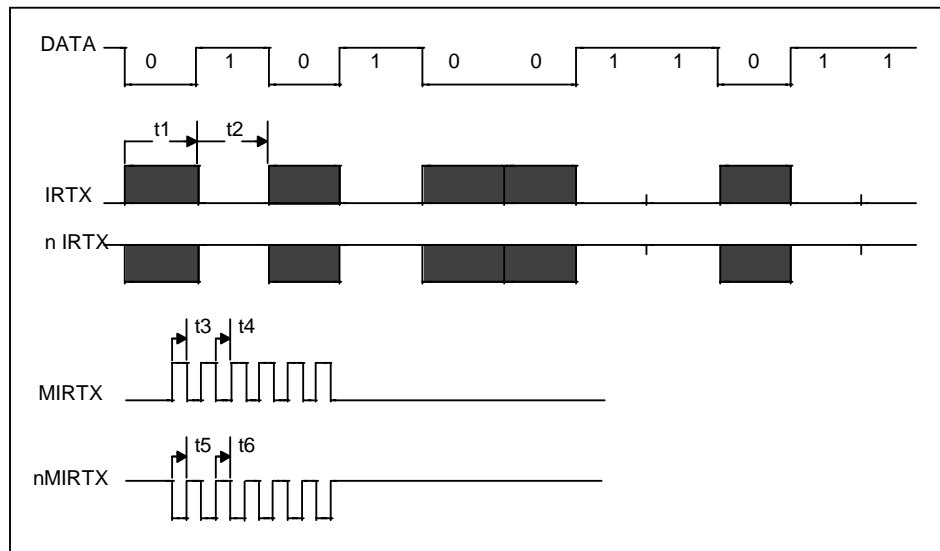 DATA
0 1 0 1 0 0 1 1 0 1 1
t1 t2
IRTX
n IRTX
t3 t4
MIRTX
t5 t6
nMIRTX